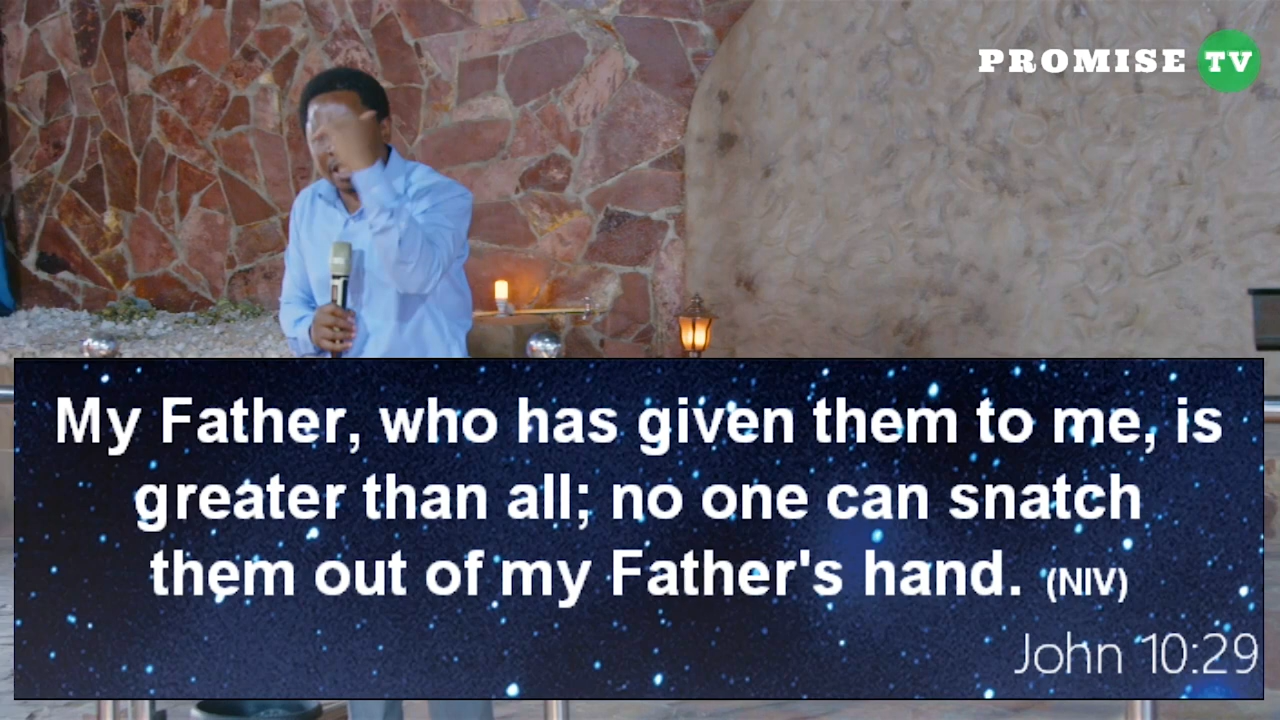 PROMISE TV
My Father, who has given them to me, is
greater than all; no one can snatch
them out of my Father's hand. (NIV)
John 10:29